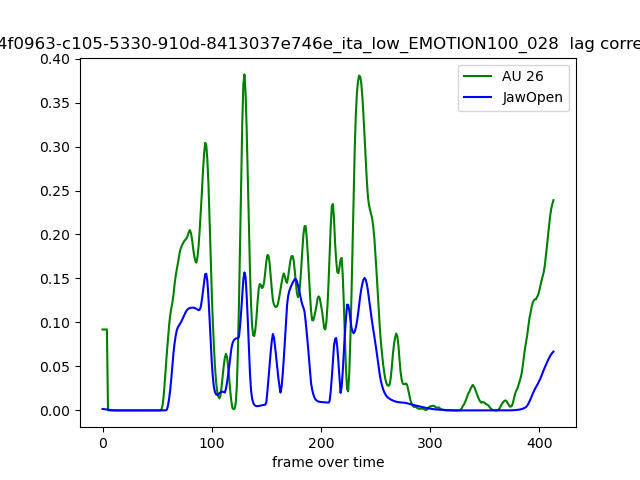 4f0963-c105-5330-910d-8413037e746e_ita_low_EMOTION100_028 lag corre
AU 26
JawOpen
0.40
0.35
0.30
0.25
0.20
0.15
0.10
0.05
0.00
0 100 200 300 400
frame over time